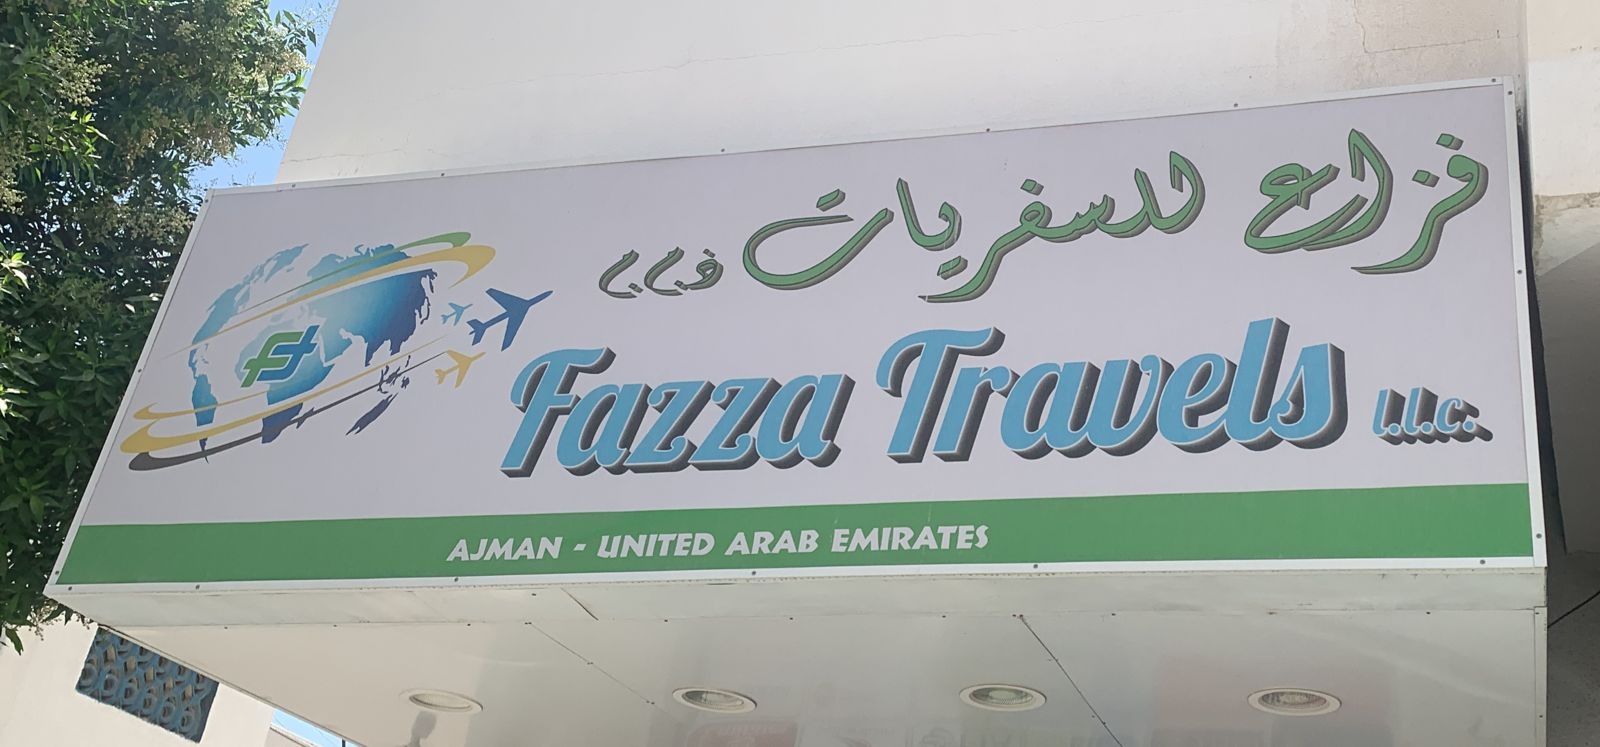 فزاع للسفريات ذ.م.م
Fazza Travels l.l.c.
AJMAN - UNITED ARAB EMIRATES